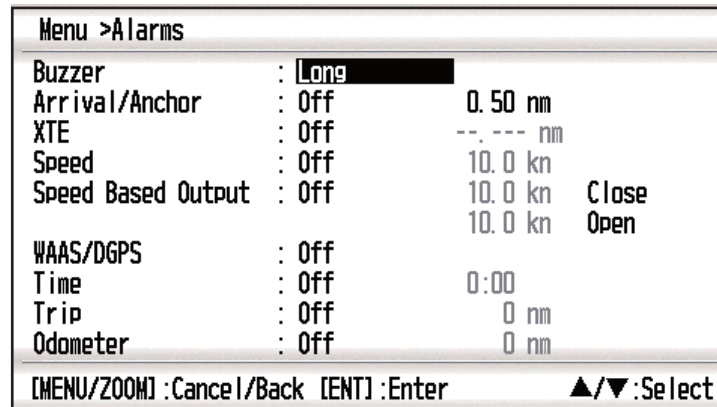 Menu >Alarms
Buzzer : Long
Arrival/Anchor : Off 0.50 nm
XTE : Off --.--- nm
Speed : Off 10.0 kn
Speed Based Output : Off 10.0 kn Close
10.0 kn Open
WAAS/DGPS : Off
Time : Off 0:00
Trip : Off 0 nm
Odometer : Off 0 nm
[MENU/ZOOM]:Cancel/Back [ENT]:Enter ▲/▼:Select